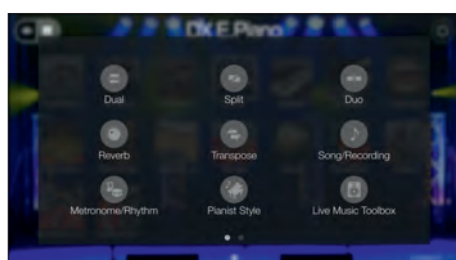 DX E.Piano
Dual Split Duo
Reverb Transpose Song/Recording
Metronome/Rhythm Pianist Style Live Music Toolbox